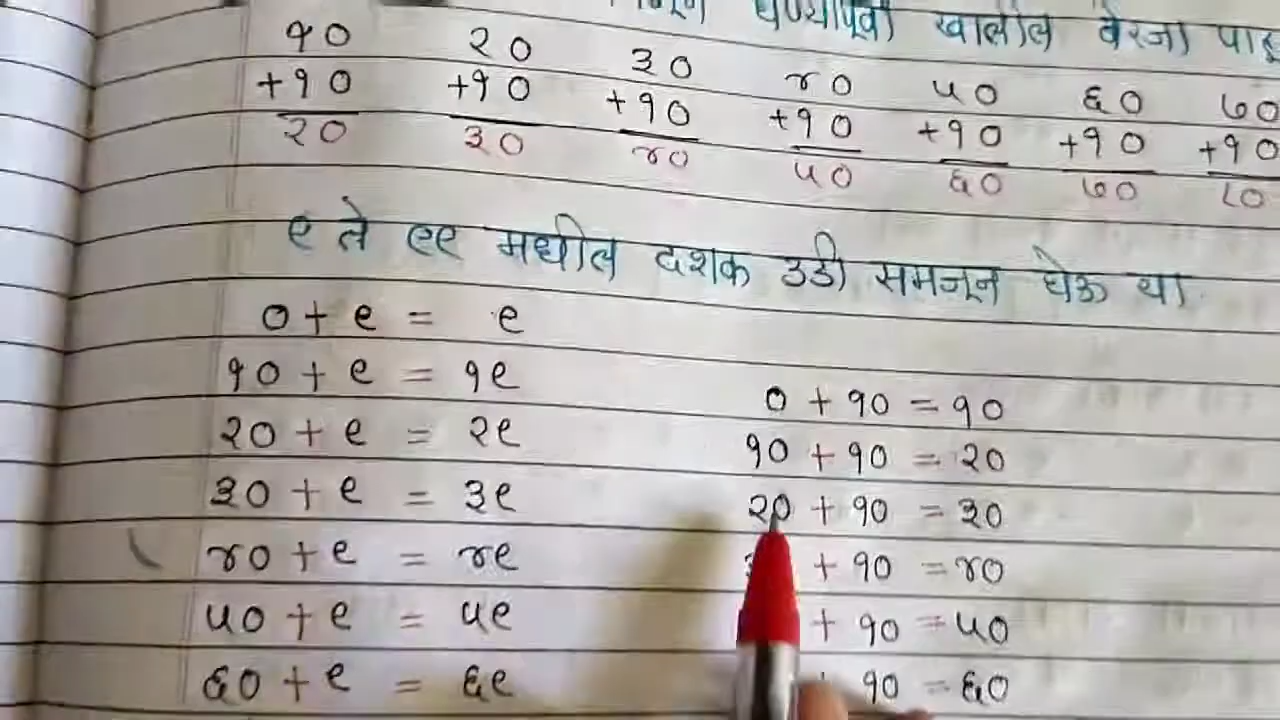 खालील बेरजा पाहू
१० २० ३० ४० ५० ६० ७०
+१० +१० +१० +१० +१० +१० +१०
२० ३० ४० ५० ६० ७० ८०
९ ते ९९ मधील दशक उडी समजून घेऊ या
० + ९ = ९
१० + ९ = १९
२० + ९ = २९
३० + ९ = ३९
४० + ९ = ४९
५० + ९ = ५९
६० + ९ = ६९
० + १० = १०
१० + १० = २०
२० + १० = ३०
+ १० = ४०
+ १० = ५०
+ १० = ६०